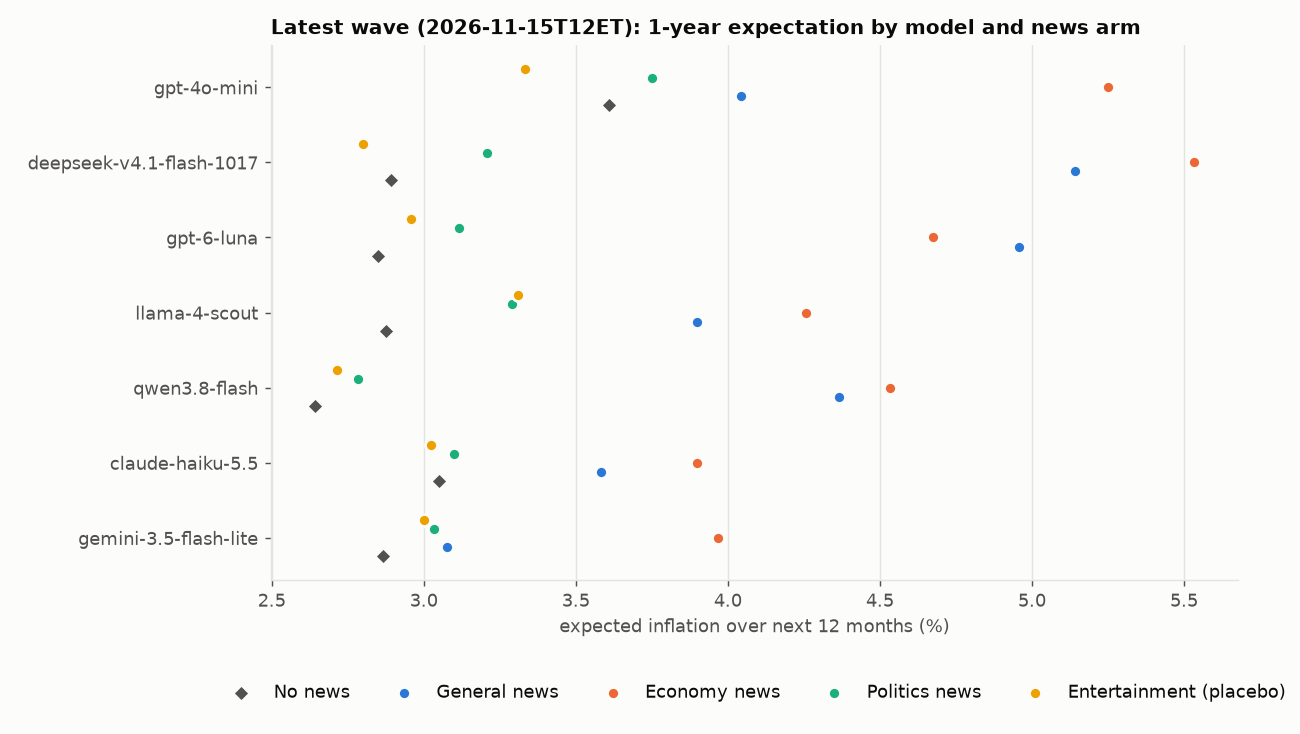 Latest wave (2026-11-15T12ET): 1-year expectation by model and news arm
gpt-4o-mini
deepseek-v4.1-flash-1017
gpt-6-luna
llama-4-scout
qwen3.8-flash
claude-haiku-5.5
gemini-3.5-flash-lite
2.5 3.0 3.5 4.0 4.5 5.0 5.5
expected inflation over next 12 months (%)
No news General news Economy news Politics news Entertainment (placebo)